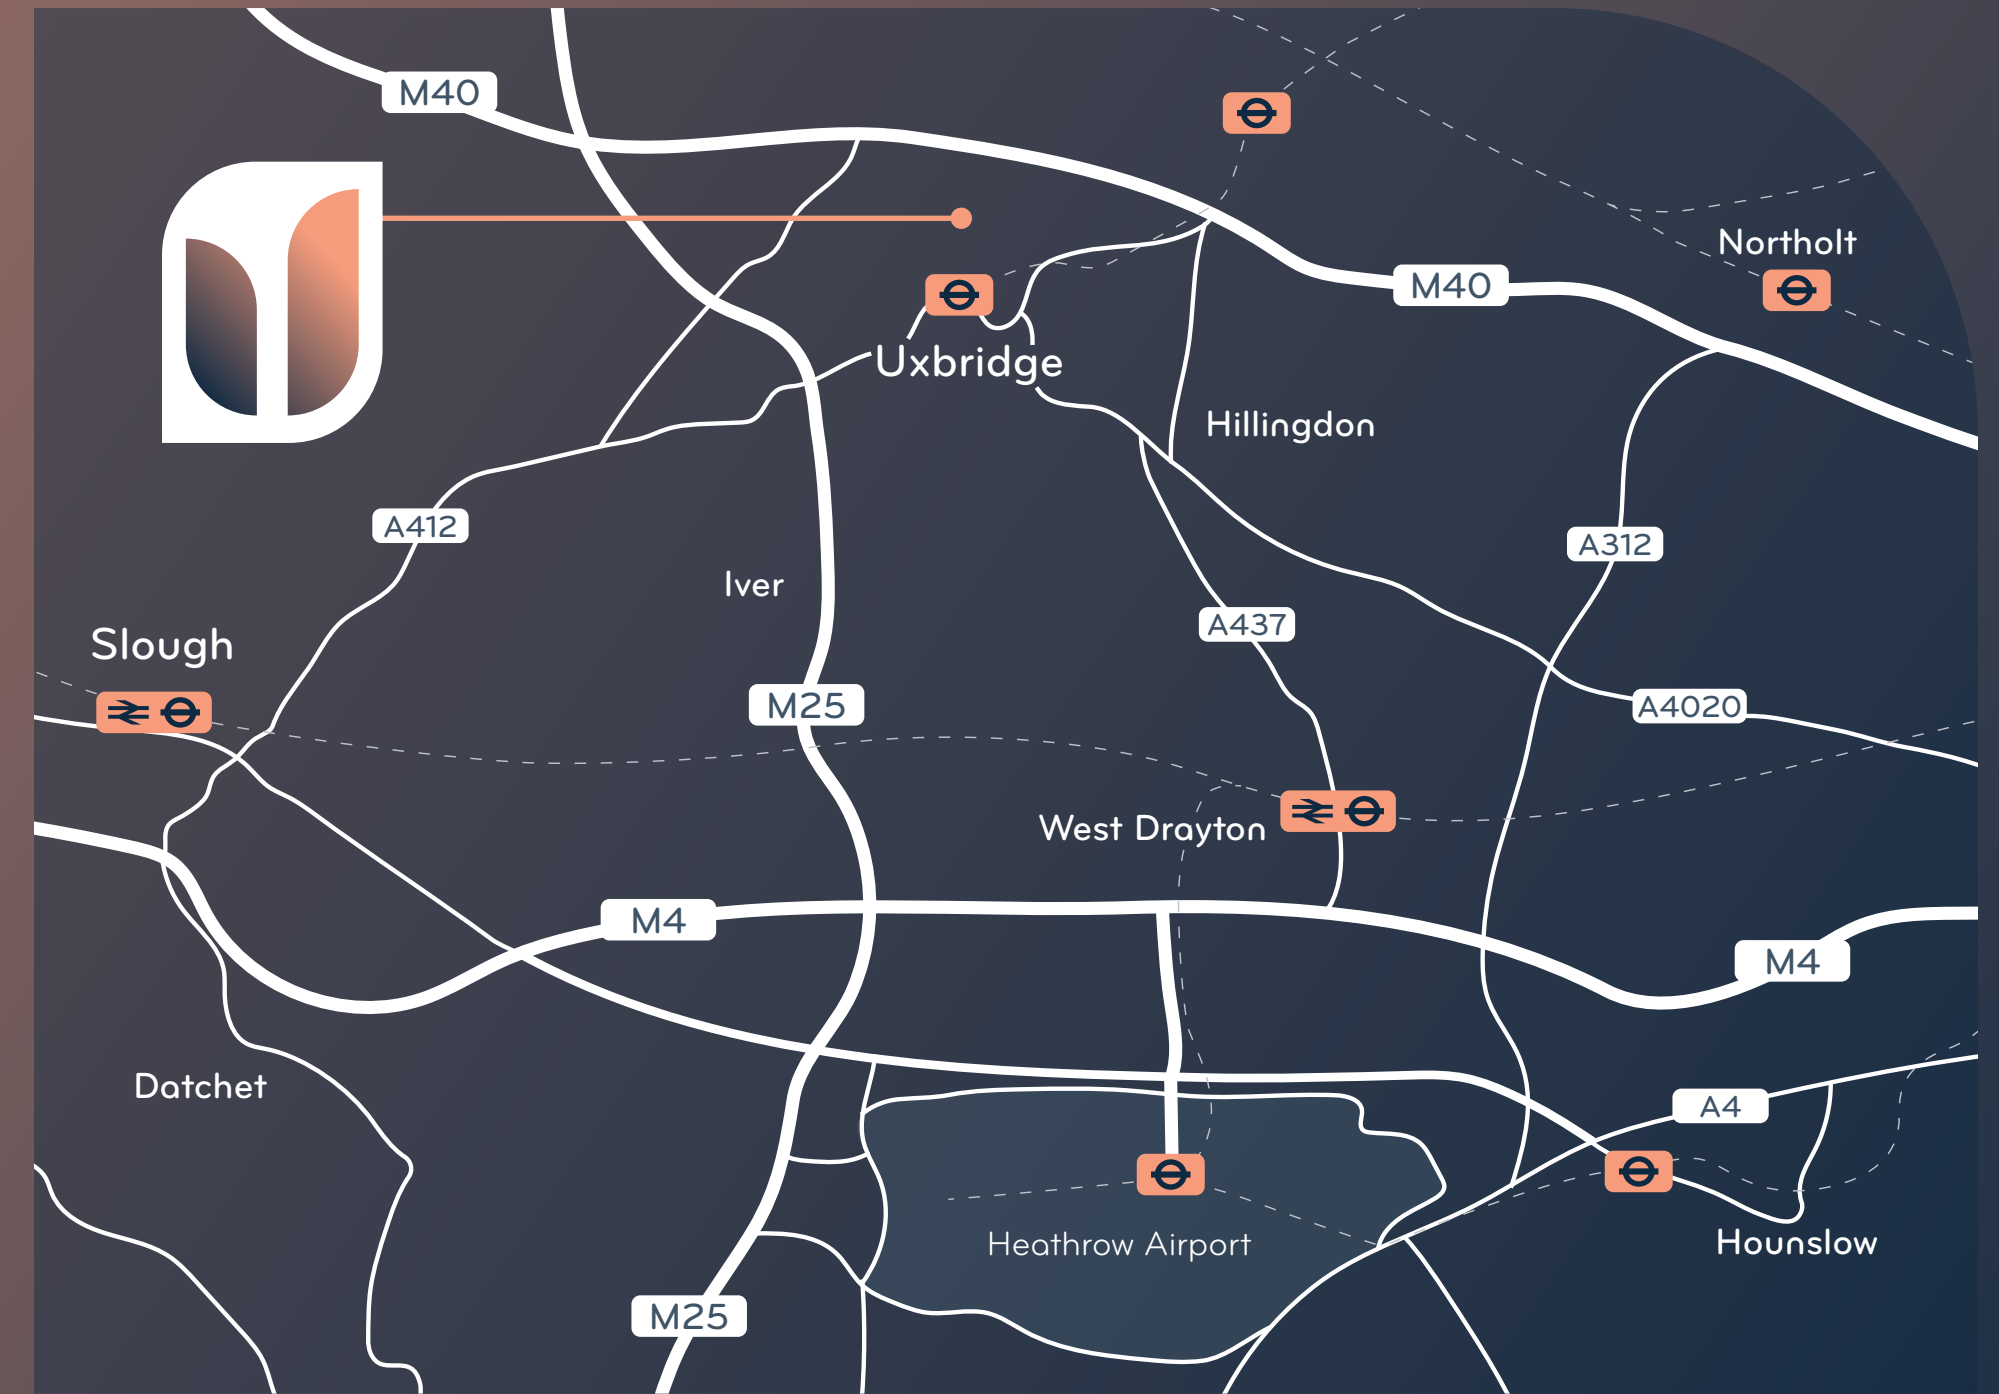 M40
Northolt
M40
Uxbridge
Hillingdon
A412
A312
Iver
A437
Slough
M25
A4020
West Drayton
M4
M4
Datchet
A4
Heathrow Airport
Hounslow
M25